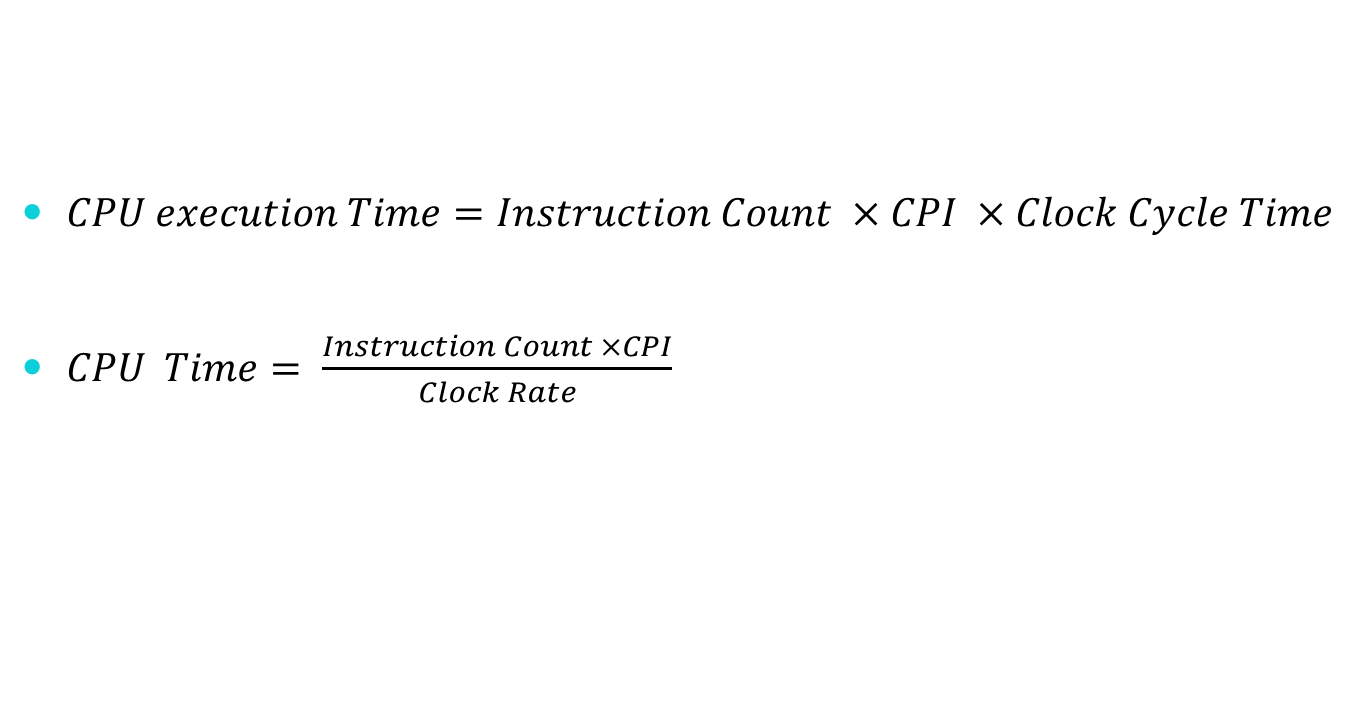 • CPU execution Time = Instruction Count × CPI × Clock Cycle Time
• CPU Time = Instruction Count ×CPI / Clock Rate